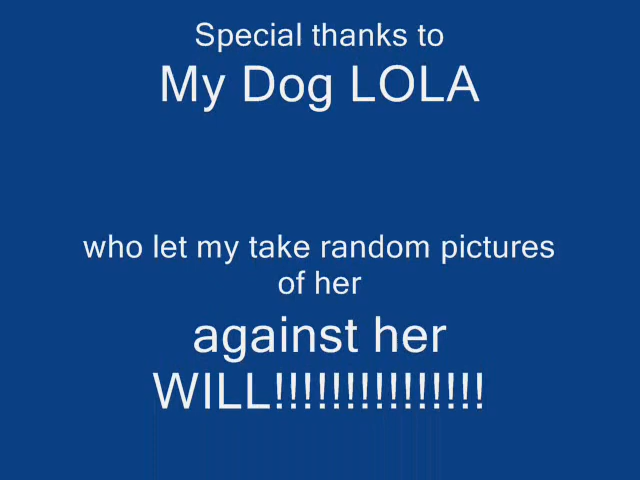 Special thanks to
My Dog LOLA
who let my take random pictures
of her
against her
WILL!!!!!!!!!!!!!!!